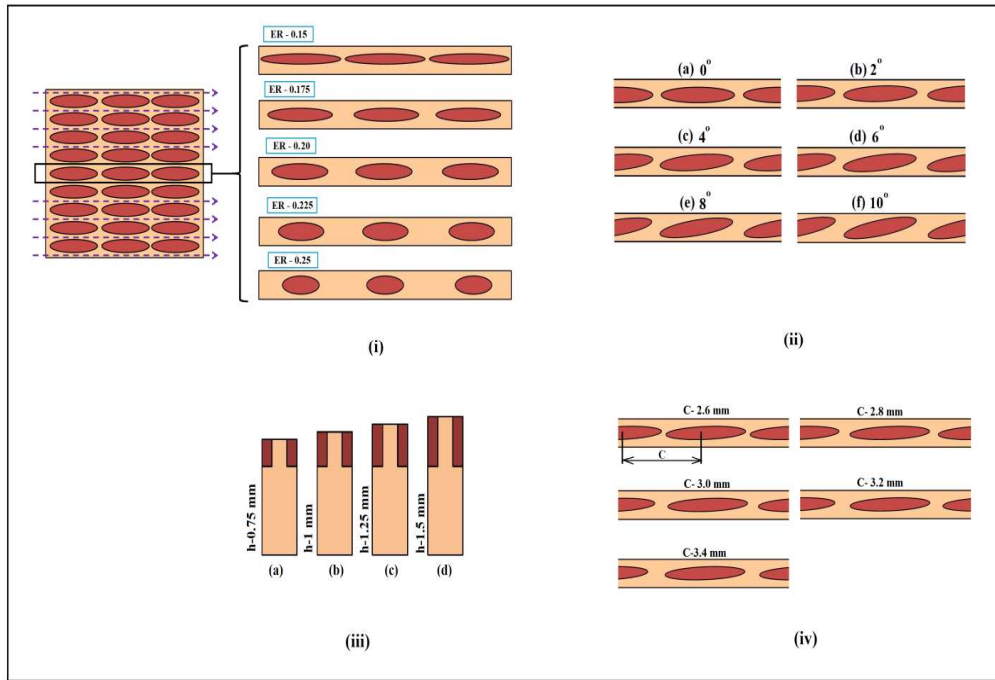 ER - 0.15
ER - 0.175
ER - 0.20
ER - 0.225
ER - 0.25
(i)
(a) 0°
(b) 2°
(c) 4°
(d) 6°
(e) 8°
(f) 10°
(ii)
h-0.75 mm
h-1 mm
h-1.25 mm
h-1.5 mm
(a)
(b)
(c)
(d)
(iii)
C- 2.6 mm
C- 2.8 mm
C
C- 3.0 mm
C- 3.2 mm
C-3.4 mm
(iv)